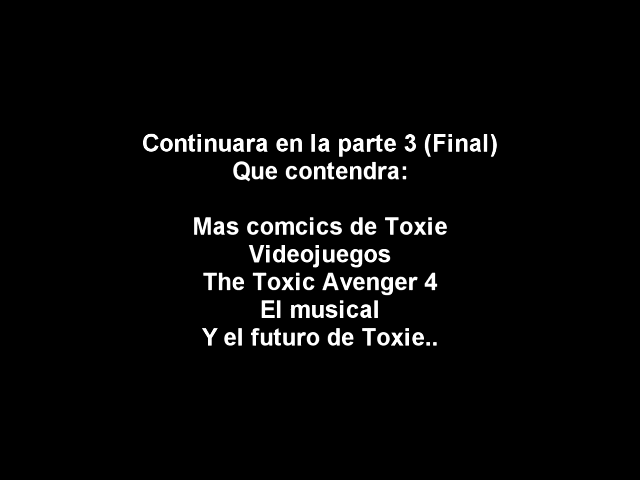 Continuara en la parte 3 (Final)
Que contendra:
Mas comcics de Toxie
Videojuegos
The Toxic Avenger 4
El musical
Y el futuro de Toxie..